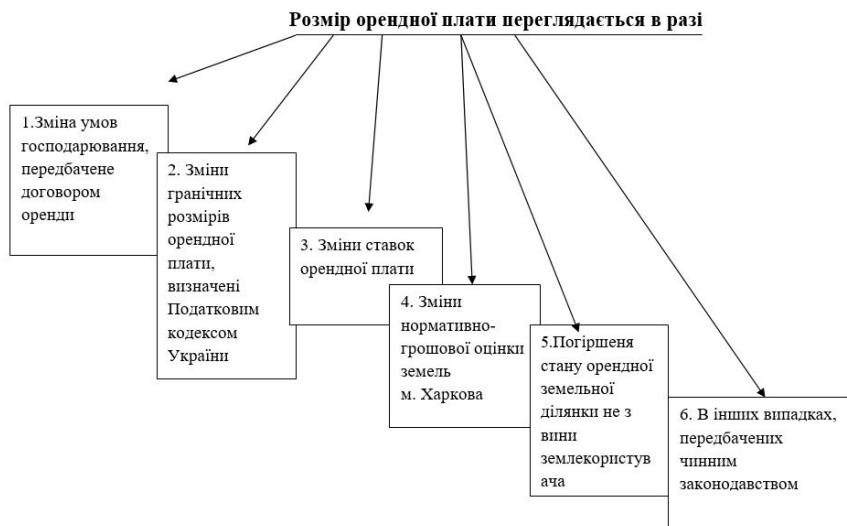 Розмір орендної плати переглядається в разі
1.Зміна умов
господарювання,
передбачене
договором
оренди
2. Зміни
гранічних
розмірів
орендної
плати,
визначені
Податковим
кодексом
України
3. Зміни ставок
орендної плати
4. Зміни
нормативно-
грошової оцінки
земель
м. Харкова
5.Погіршеня
стану орендної
земельної
ділянки не з
вини
землекористув
ача
6. В інших випадках,
передбачених
чинним
законодавством